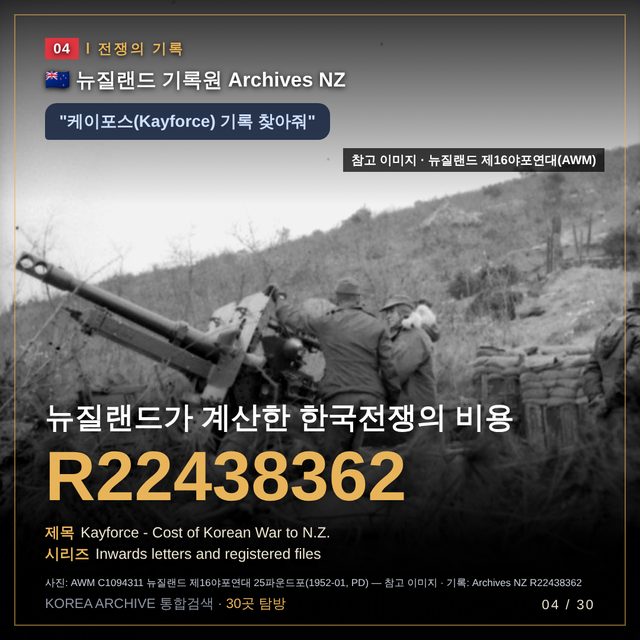 04 | 전쟁의 기록
🇳🇿 뉴질랜드 기록원 Archives NZ
"케이포스(Kayforce) 기록 찾아줘"
참고 이미지 · 뉴질랜드 제16야포연대(AWM)
뉴질랜드가 계산한 한국전쟁의 비용
R22438362
제목 Kayforce - Cost of Korean War to N.Z.
시리즈 Inwards letters and registered files
사진: AWM C1094311 뉴질랜드 제16야포연대 25파운드포(1952-01, PD) — 참고 이미지 · 기록: Archives NZ R22438362
KOREA ARCHIVE 통합검색 · 30곳 탐방
04 / 30